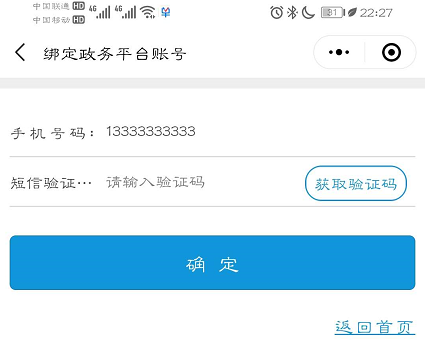 中国联通 HD 4G 4G 81 22:27
中国移动 HD
绑定政务平台账号
手机号码： 13333333333
短信验证… 请输入验证码 获取验证码
确定
返回首页